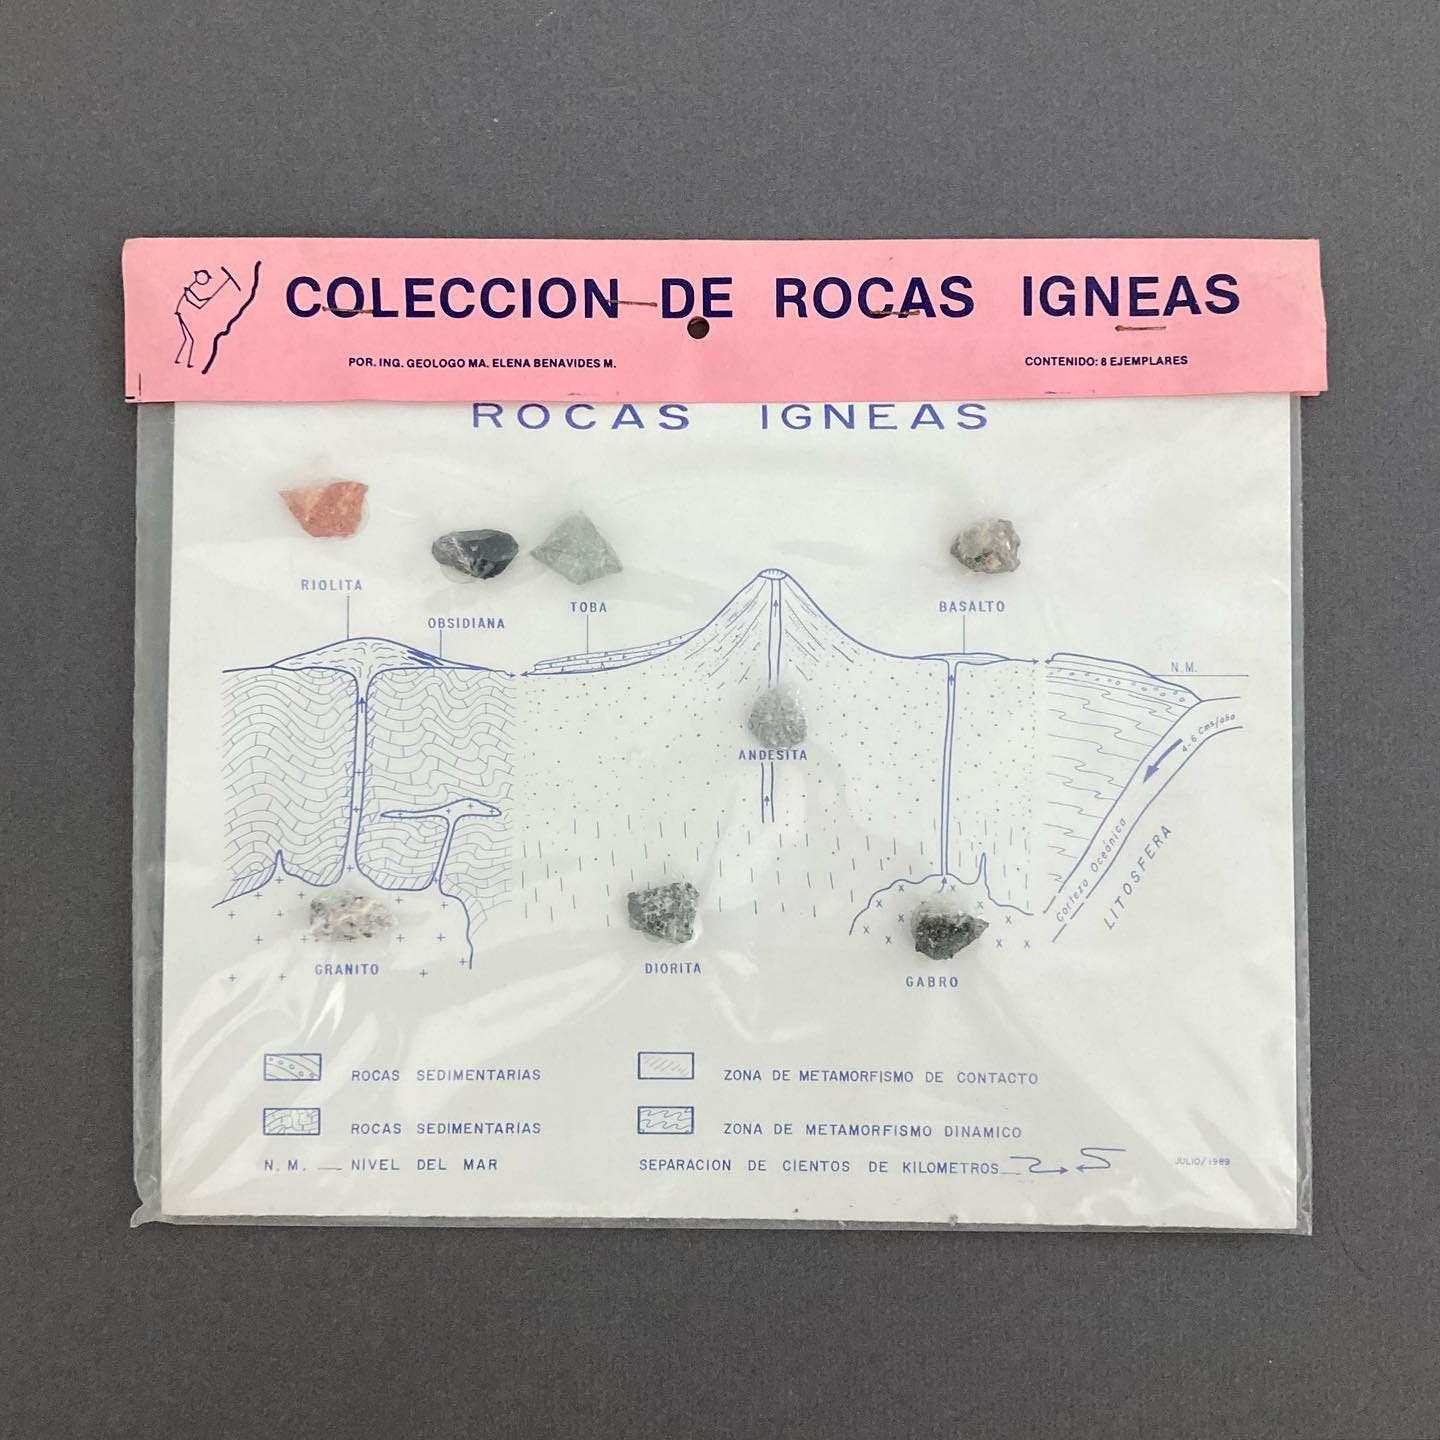 COLECCION DE ROCAS IGNEAS
POR. ING. GEOLOGO MA. ELENA BENAVIDES M.
CONTENIDO: 8 EJEMPLARES
ROCAS IGNEAS
RIOLITA
OBSIDIANA
TOBA
BASALTO
N.M.
4-6 cms/año
ANDESITA
Corteza Oceánica
LITOSFERA
GRANITO
DIORITA
GABRO
ROCAS SEDIMENTARIAS
ZONA DE METAMORFISMO DE CONTACTO
ROCAS SEDIMENTARIAS
ZONA DE METAMORFISMO DINAMICO
N. M. — NIVEL DEL MAR
SEPARACION DE CIENTOS DE KILOMETROS
JULIO/1989